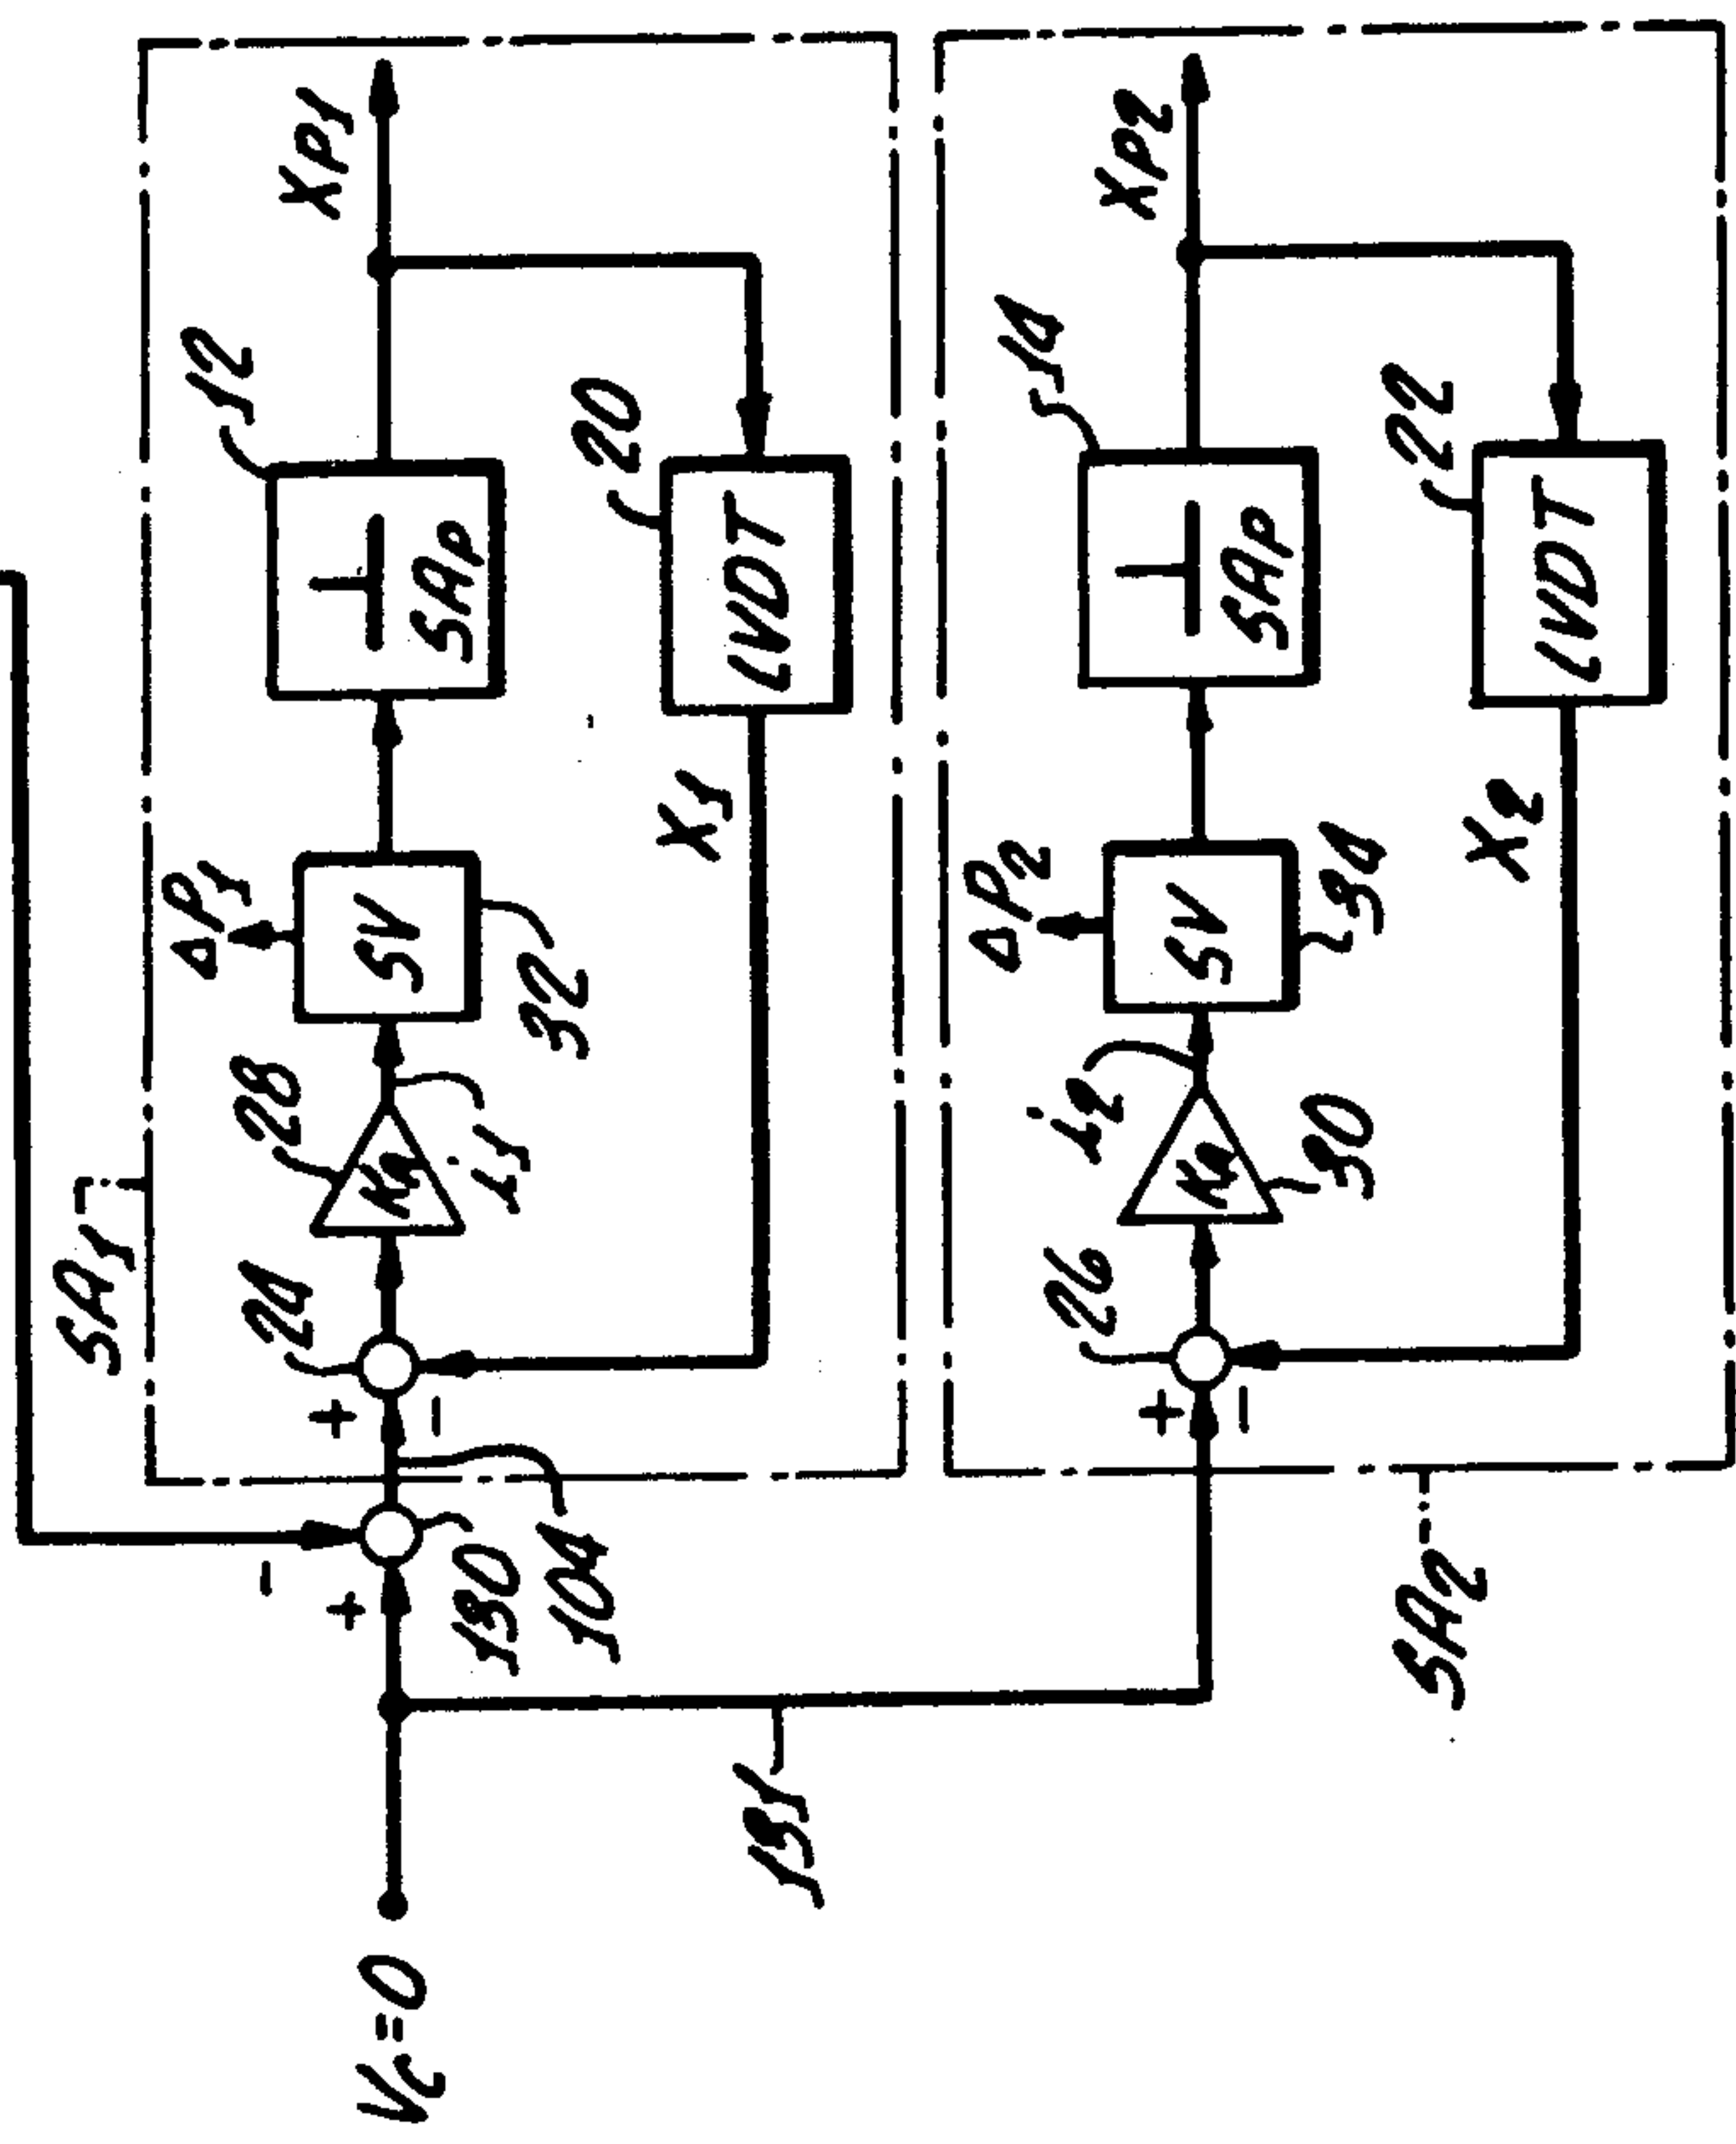 SA1
ΔP1
12
24
28
XP1
-
+
+
Ka
SV
SAP
-
i1
130
32
20
104
X1
LVDT
Vc=0
131
ΔP2
14
26
i2
XP2
+
Ka
SV
SAP
-
30
34
22
SA2
X2
LVDT